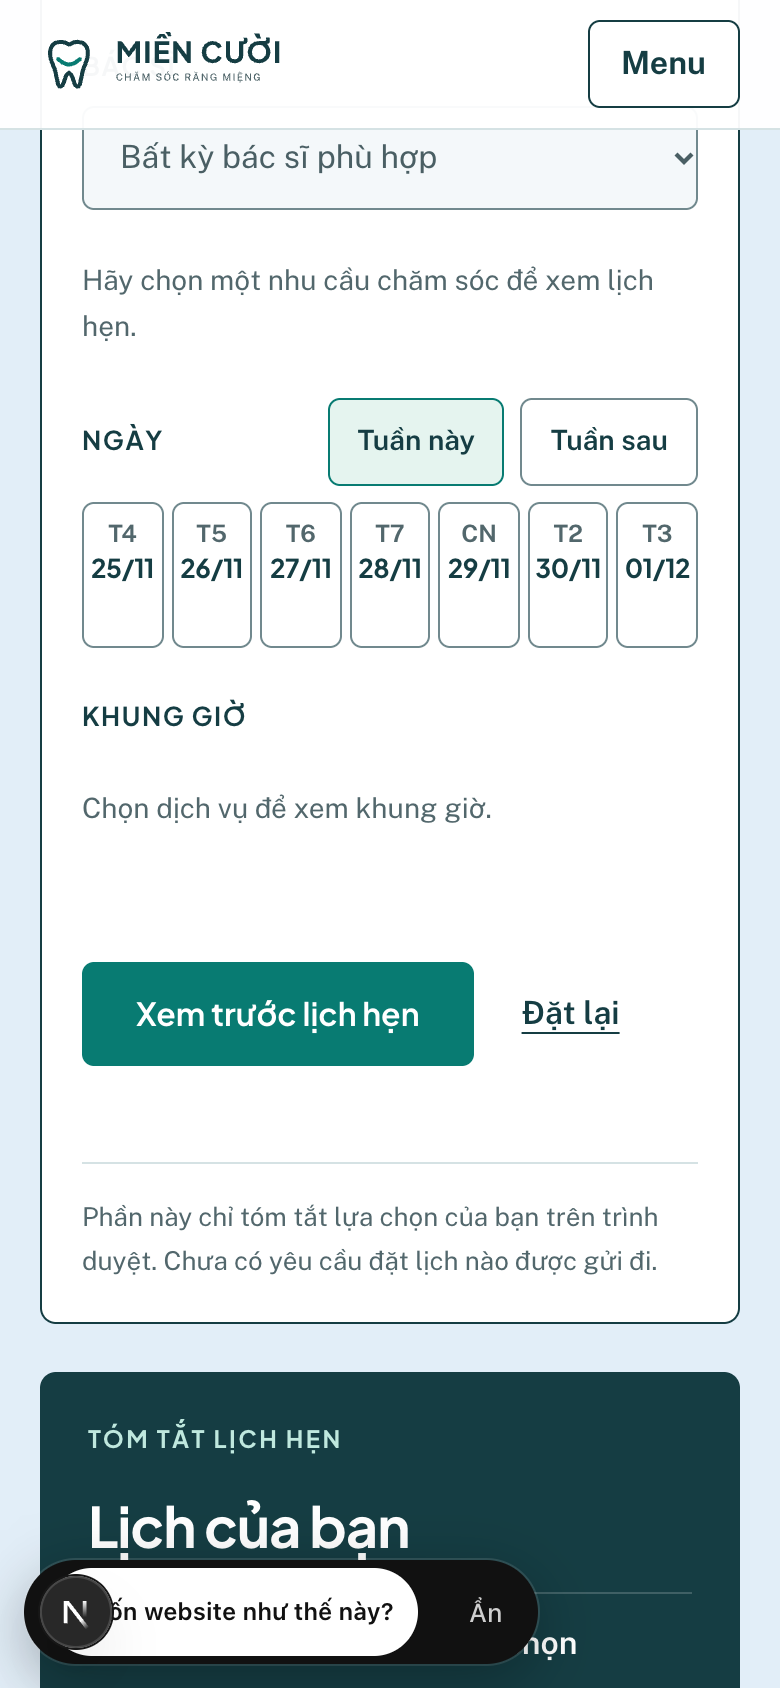 MIỀN CƯỜI
CHĂM SÓC RĂNG MIỆNG
Menu
Bất kỳ bác sĩ phù hợp
Hãy chọn một nhu cầu chăm sóc để xem lịch
hẹn.
NGÀY
Tuần này
Tuần sau
T4 T5 T6 T7 CN T2 T3
25/11 26/11 27/11 28/11 29/11 30/11 01/12
KHUNG GIỜ
Chọn dịch vụ để xem khung giờ.
Xem trước lịch hẹn
Đặt lại
Phần này chỉ tóm tắt lựa chọn của bạn trên trình
duyệt. Chưa có yêu cầu đặt lịch nào được gửi đi.
TÓM TẮT LỊCH HẸN
Lịch của bạn
N
website như thế này?
Ẩn